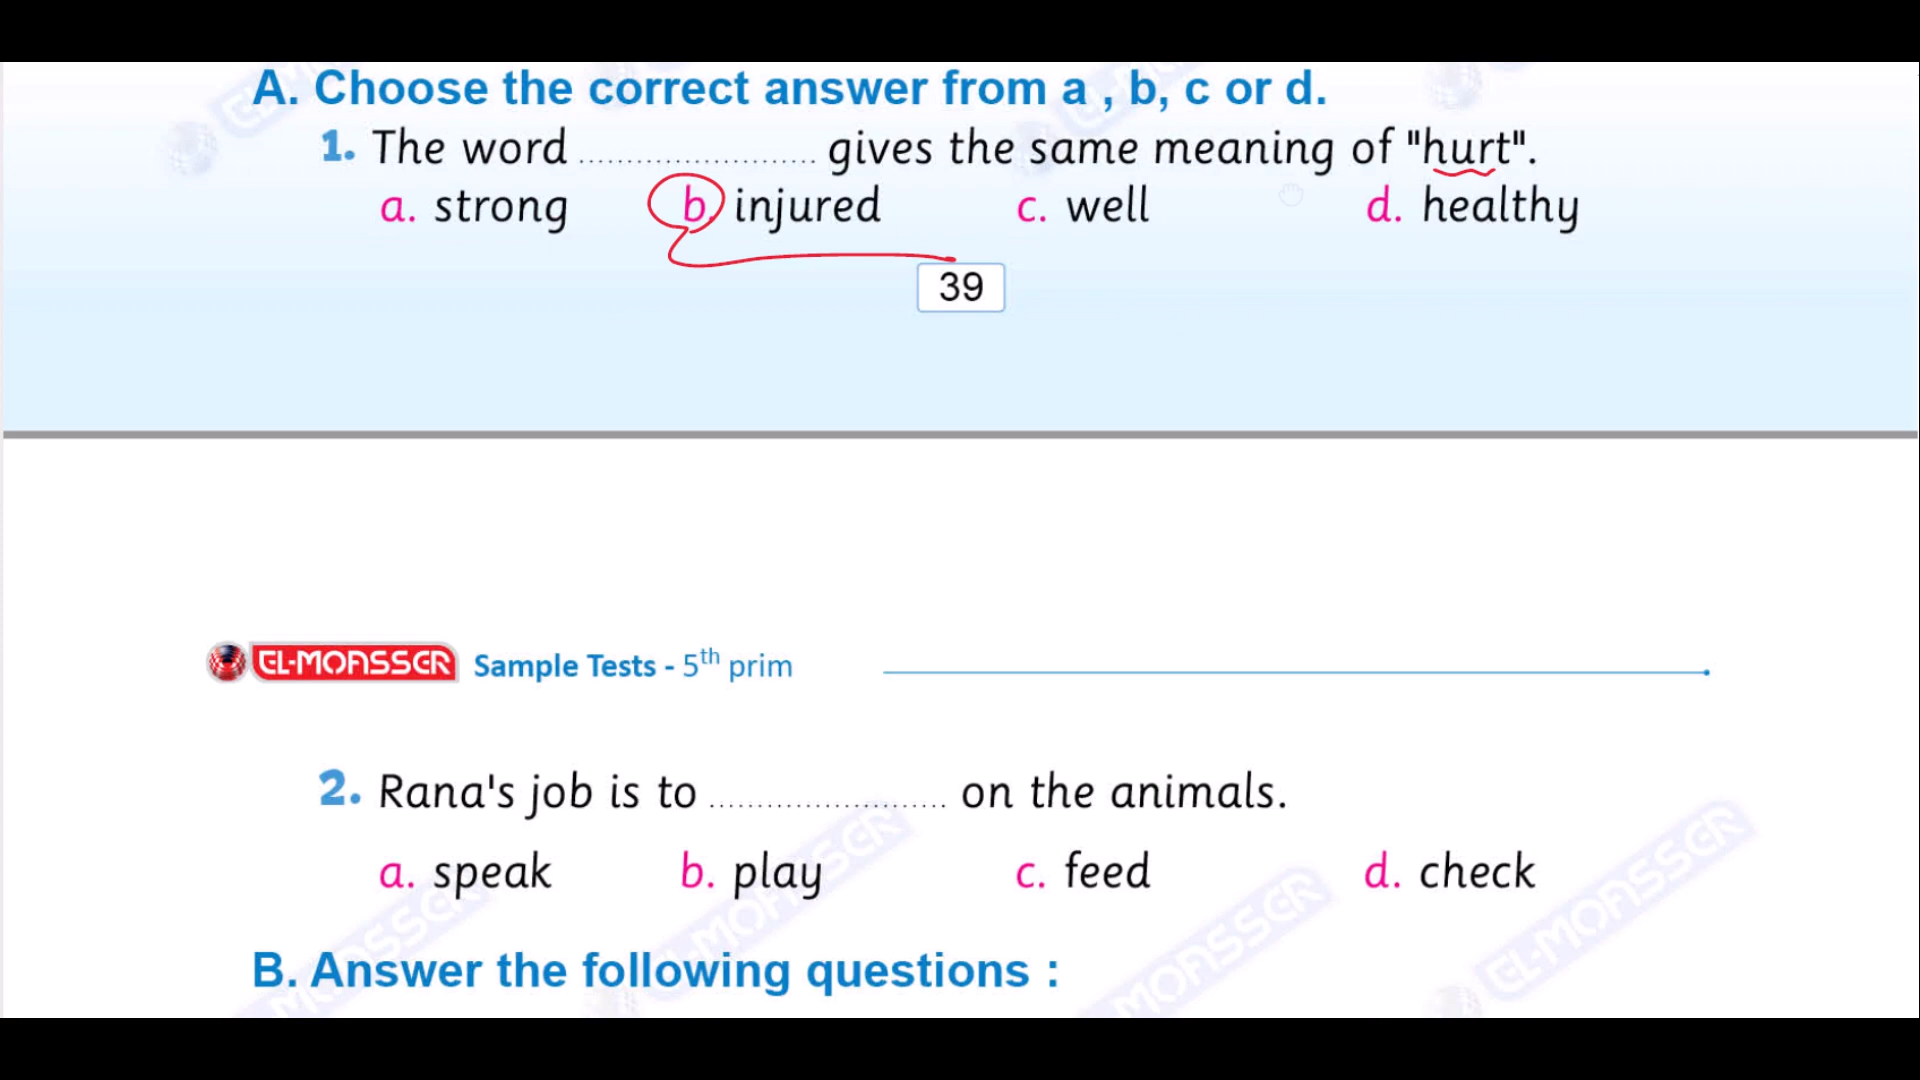 A. Choose the correct answer from a , b, c or d.
1. The word ........................ gives the same meaning of "hurt".
a. strong b. injured c. well d. healthy
39
EL-MOASSER Sample Tests - 5th prim
2. Rana's job is to ........................ on the animals.
a. speak b. play c. feed d. check
B. Answer the following questions :